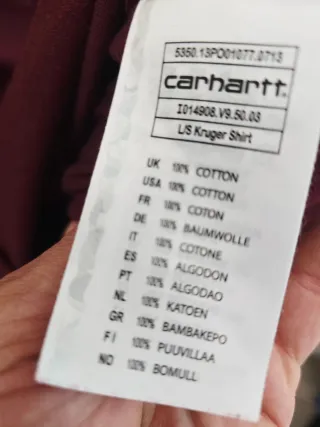 5350.13PO01077.0713
carhartt.
I014908.V9.50.03
L/S Kruger Shirt
UK 100% COTTON
USA 100% COTTON
FR 100% COTON
DE 100% BAUMWOLLE
IT 100% COTONE
ES 100% ALGODON
PT 100% ALGODAO
NL 100% KATOEN
GR 100% BAMBAKEPO
FI 100% PUUVILLAA
NO 100% BOMULL